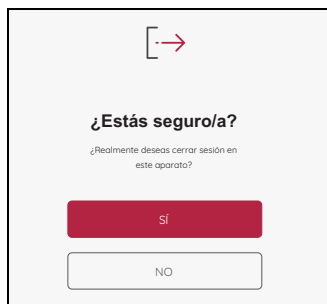 ¿Estás seguro/a?
¿Realmente deseas cerrar sesión en
este aparato?
SÍ
NO